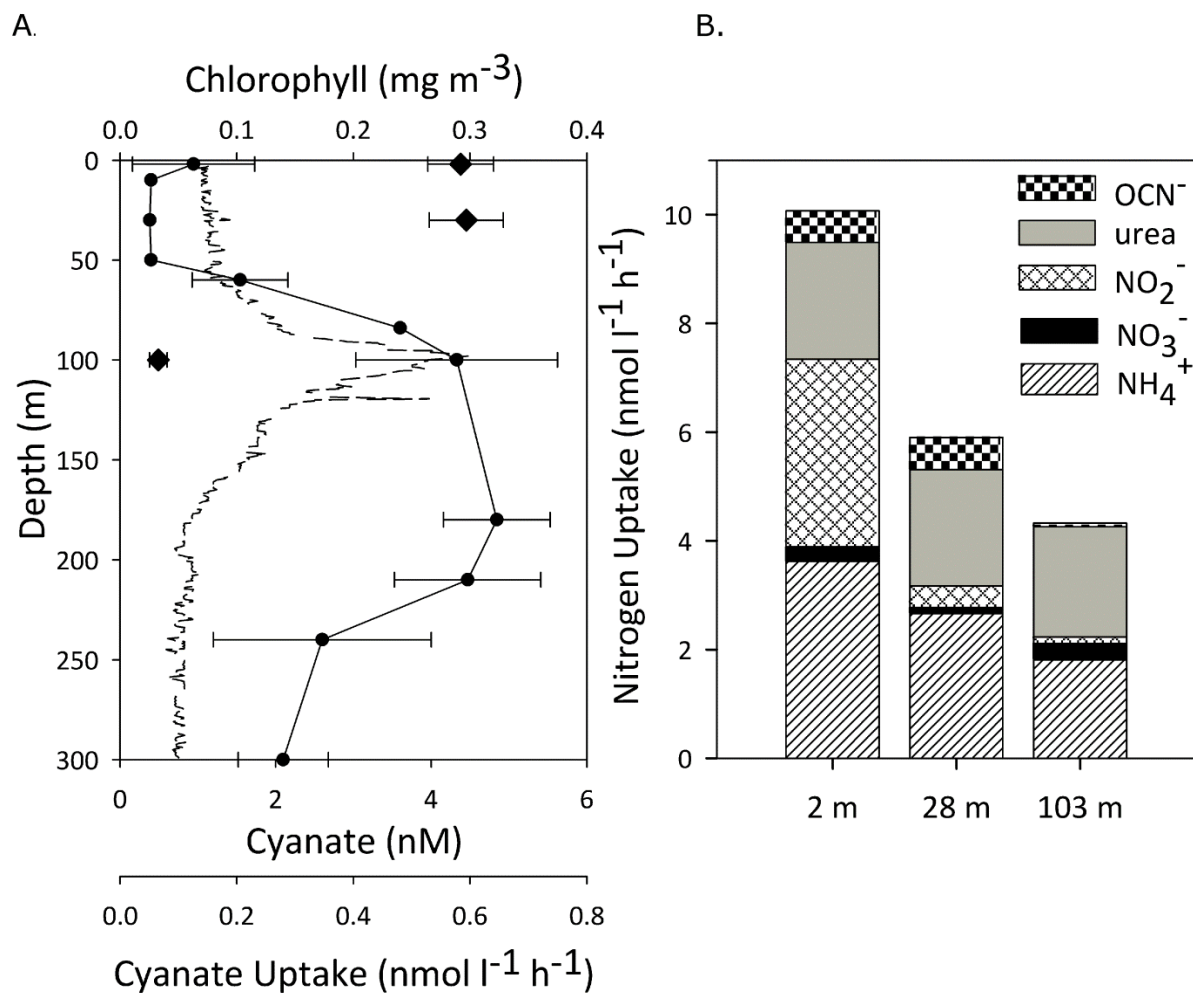 A.
B.
Chlorophyll (mg m-3)
0.0 0.1 0.2 0.3 0.4
0
50
100
150
200
250
300
Depth (m)
0 2 4 6
Cyanate (nM)
0.0 0.2 0.4 0.6 0.8
Cyanate Uptake (nmol l-1 h-1)
Nitrogen Uptake (nmol l-1 h-1)
10
8
6
4
2
0
OCN-
urea
NO2-
NO3-
NH4+
2 m 28 m 103 m